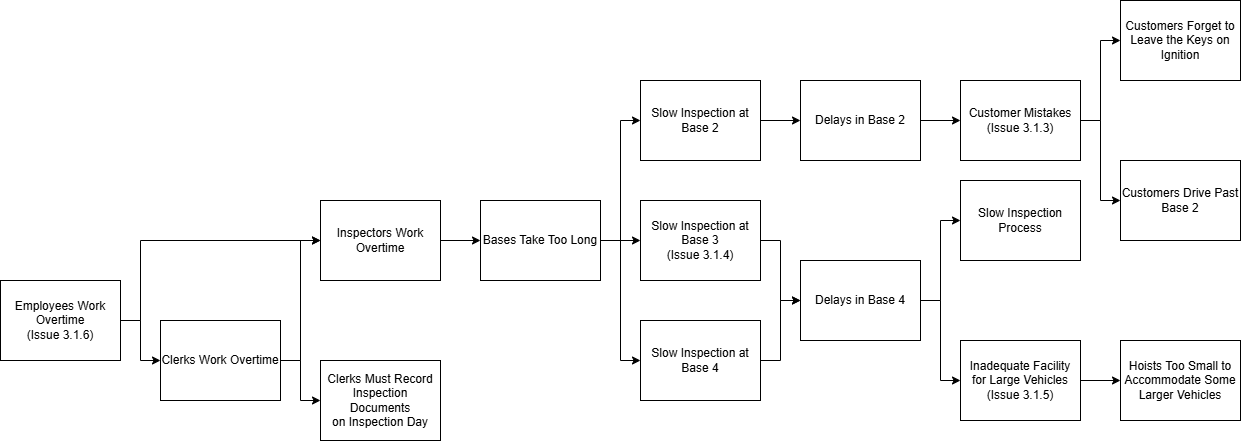 Customers Forget to
Leave the Keys on
Ignition
Slow Inspection at
Base 2
Delays in Base 2
Customer Mistakes
(Issue 3.1.3)
Customers Drive Past
Base 2
Slow Inspection
Process
Inspectors Work
Overtime
Bases Take Too Long
Slow Inspection at
Base 3
(Issue 3.1.4)
Employees Work
Overtime
(Issue 3.1.6)
Delays in Base 4
Clerks Work Overtime
Slow Inspection at
Base 4
Clerks Must Record
Inspection
Documents
on Inspection Day
Inadequate Facility
for Large Vehicles
(Issue 3.1.5)
Hoists Too Small to
Accommodate Some
Larger Vehicles